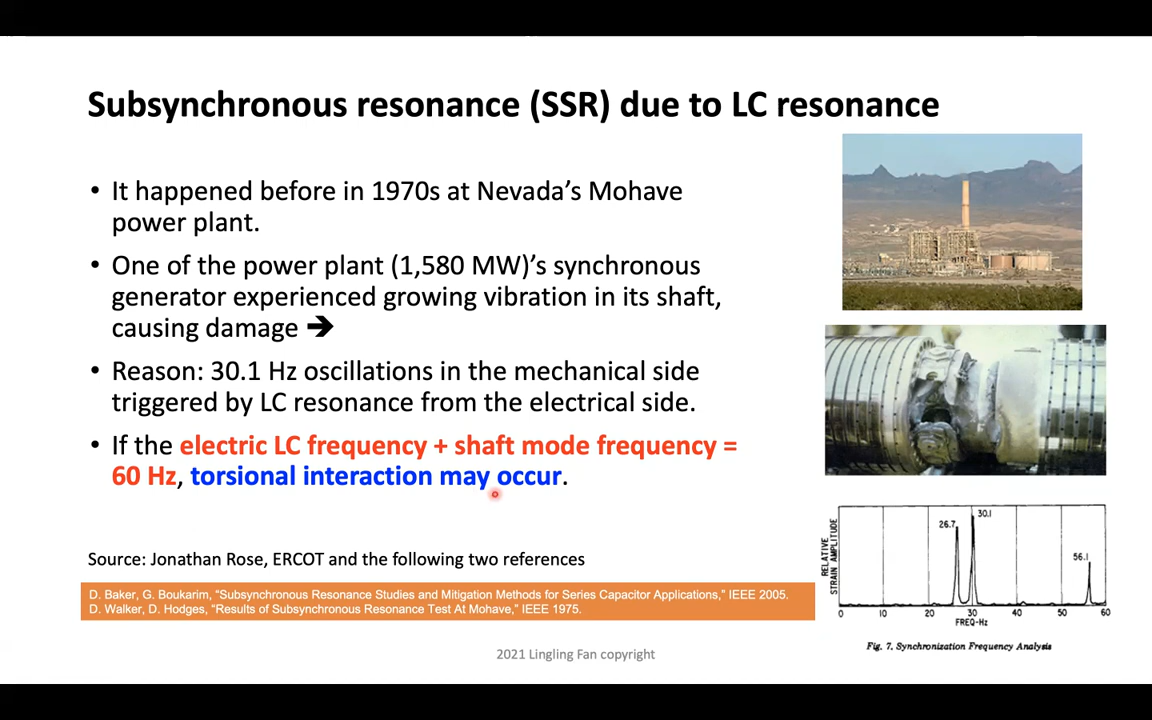 Subsynchronous resonance (SSR) due to LC resonance
• It happened before in 1970s at Nevada's Mohave
power plant.
• One of the power plant (1,580 MW)'s synchronous
generator experienced growing vibration in its shaft,
causing damage ➔
• Reason: 30.1 Hz oscillations in the mechanical side
triggered by LC resonance from the electrical side.
• If the electric LC frequency + shaft mode frequency =
60 Hz, torsional interaction may occur.
Source: Jonathan Rose, ERCOT and the following two references
D. Baker, G. Boukarim, "Subsynchronous Resonance Studies and Mitigation Methods for Series Capacitor Applications," IEEE 2005.
D. Walker, D. Hodges, "Results of Subsynchronous Resonance Test At Mohave," IEEE 1975.
RELATIVE
STRAIN AMPLITUDE
26.7
30.1
56.1
0 10 20 30 40 50 60
FREQ-Hz
Fig. 7. Synchronization Frequency Analysis
2021 Lingling Fan copyright